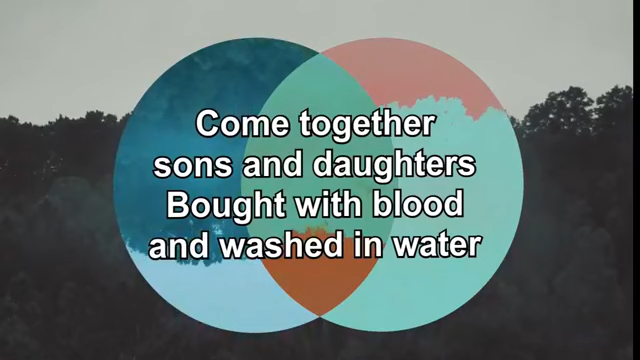 Come together
sons and daughters
Bought with blood
and washed in water